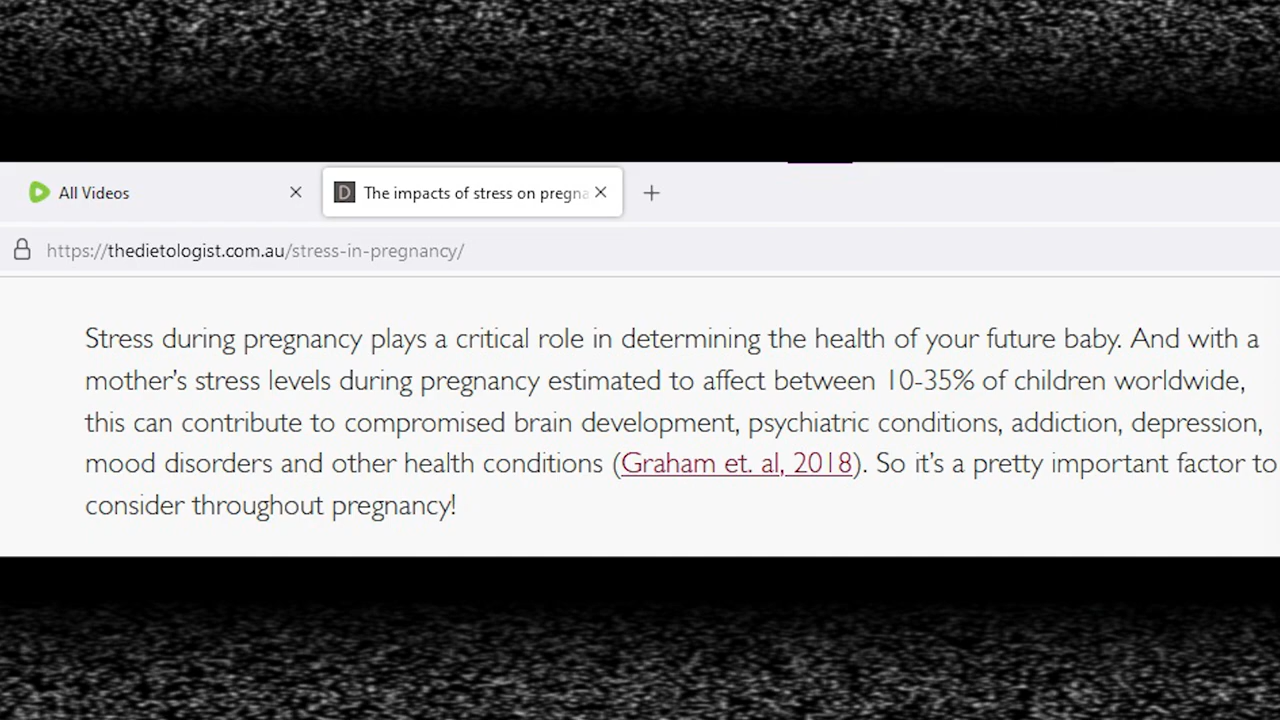 All Videos
The impacts of stress on pregna
https://thedietologist.com.au/stress-in-pregnancy/
Stress during pregnancy plays a critical role in determining the health of your future baby. And with a
mother’s stress levels during pregnancy estimated to affect between 10-35% of children worldwide,
this can contribute to compromised brain development, psychiatric conditions, addiction, depression,
mood disorders and other health conditions (Graham et. al, 2018). So it’s a pretty important factor to
consider throughout pregnancy!